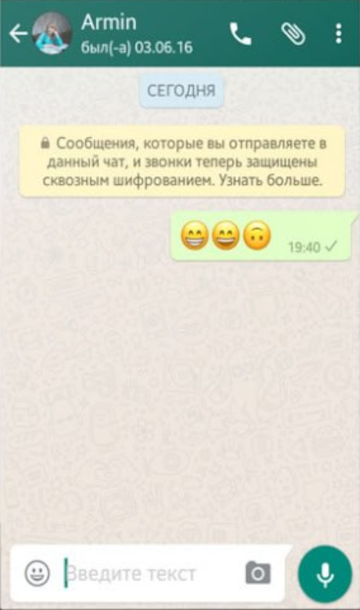 Armin
был(-а) 03.06.16
СЕГОДНЯ
Сообщения, которые вы отправляете в
данный чат, и звонки теперь защищены
сквозным шифрованием. Узнать больше.
😁😄🙃 19:40 ✓
Введите текст